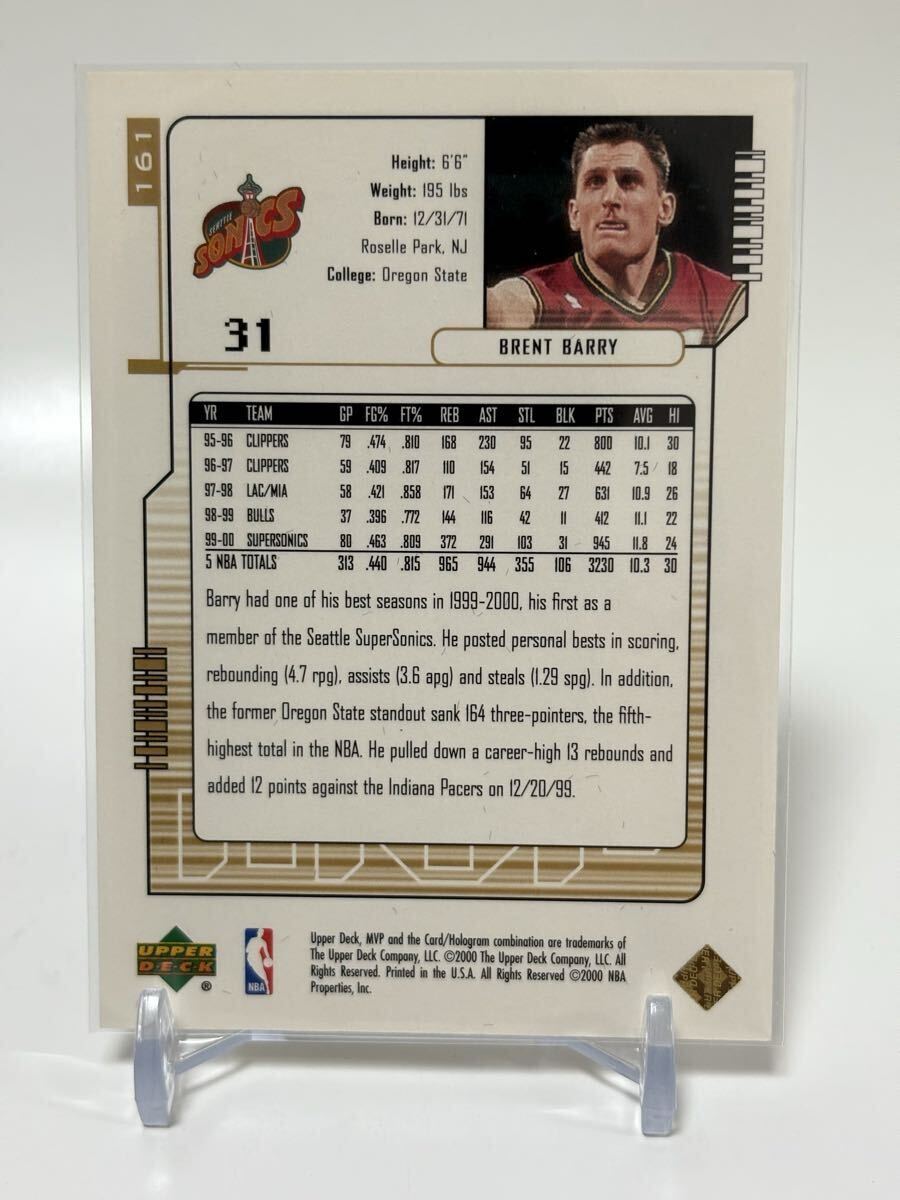 161
SEATTLE
SONICS
Height: 6'6"
Weight: 195 lbs
Born: 12/31/71
Roselle Park, NJ
College: Oregon State
31
BRENT BARRY
YR TEAM GP FG% FT% REB AST STL BLK PTS AVG HI
95-96 CLIPPERS 79 .474 .810 168 230 95 22 800 10.1 30
96-97 CLIPPERS 59 .409 .817 110 154 51 15 442 7.5 18
97-98 LAC/MIA 58 .421 .858 171 153 64 27 631 10.9 26
98-99 BULLS 37 .396 .772 144 116 42 11 412 11.1 22
99-00 SUPERSONICS 80 .463 .809 372 291 103 31 945 11.8 24
5 NBA TOTALS 313 .440 .815 965 944 355 106 3230 10.3 30
Barry had one of his best seasons in 1999-2000, his first as a
member of the Seattle SuperSonics. He posted personal bests in scoring,
rebounding (4.7 rpg), assists (3.6 apg) and steals (1.29 spg). In addition,
the former Oregon State standout sank 164 three-pointers, the fifth-
highest total in the NBA. He pulled down a career-high 13 rebounds and
added 12 points against the Indiana Pacers on 12/20/99.
UPPER
DECK
®
NBA
Upper Deck, MVP and the Card/Hologram combination are trademarks of
The Upper Deck Company, LLC. ©2000 The Upper Deck Company, LLC. All
Rights Reserved. Printed in the U.S.A. All Rights Reserved ©2000 NBA
Properties, Inc.